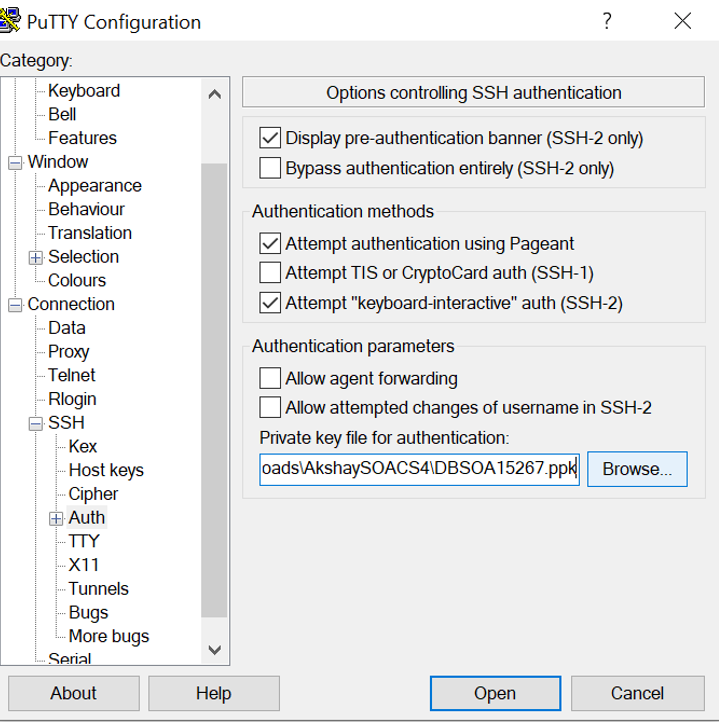 PuTTY Configuration
?
Category:
Keyboard
Bell
Features
Window
Appearance
Behaviour
Translation
Selection
Colours
Connection
Data
Proxy
Telnet
Rlogin
SSH
Kex
Host keys
Cipher
Auth
TTY
X11
Tunnels
Bugs
More bugs
Serial
Options controlling SSH authentication
Display pre-authentication banner (SSH-2 only)
Bypass authentication entirely (SSH-2 only)
Authentication methods
Attempt authentication using Pageant
Attempt TIS or CryptoCard auth (SSH-1)
Attempt "keyboard-interactive" auth (SSH-2)
Authentication parameters
Allow agent forwarding
Allow attempted changes of username in SSH-2
Private key file for authentication:
oads\AkshaySOACS4\DBSOA15267.ppk
Browse...
About
Help
Open
Cancel